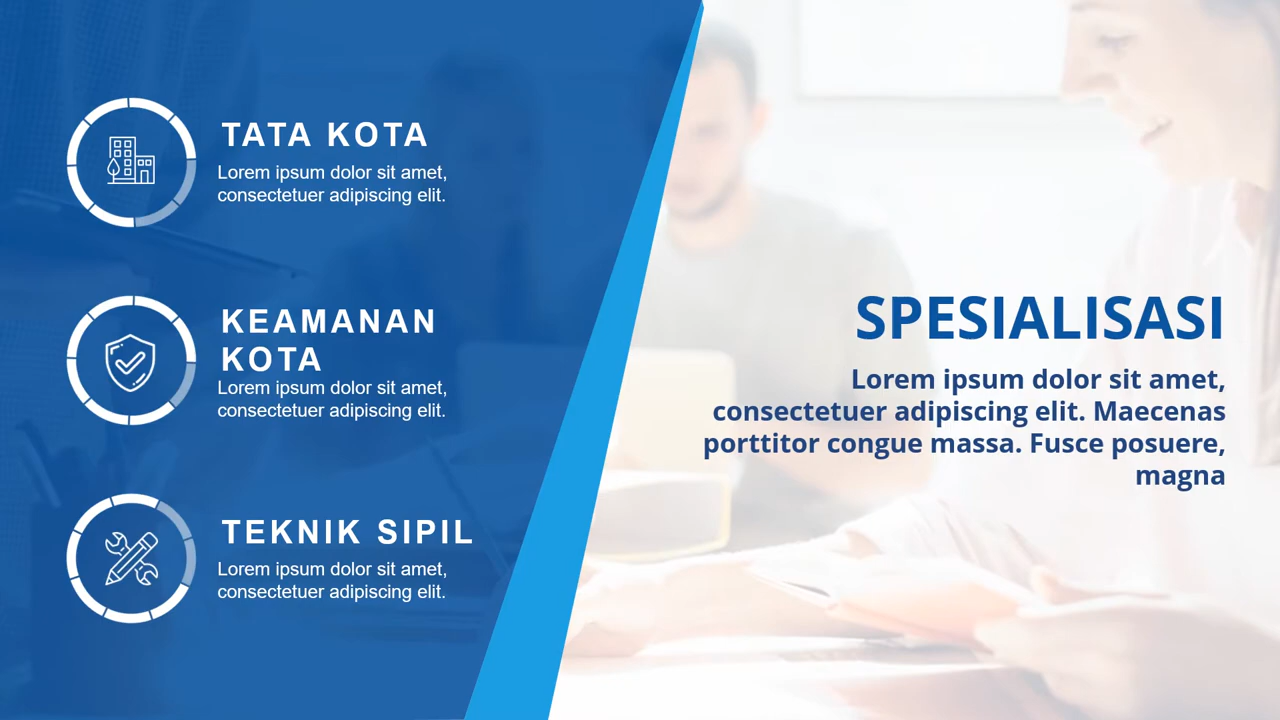 TATA KOTA
Lorem ipsum dolor sit amet,
consectetuer adipiscing elit.
KEAMANAN
KOTA
Lorem ipsum dolor sit amet,
consectetuer adipiscing elit.
TEKNIK SIPIL
Lorem ipsum dolor sit amet,
consectetuer adipiscing elit.
SPESIALISASI
Lorem ipsum dolor sit amet,
consectetuer adipiscing elit. Maecenas
porttitor congue massa. Fusce posuere,
magna